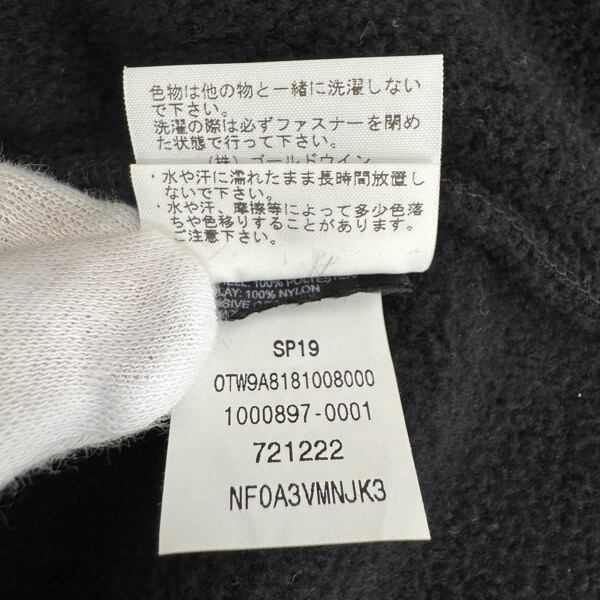 色物は他の物と一緒に洗濯しない
で下さい。
洗濯の際は必ずファスナーを閉め
た状態で行って下さい。
(株)ゴールドウイン
・水や汗に濡れたまま長時間放置し
ないで下さい。
・水や汗、摩擦等によって多少色落
ちや色移りすることがあります。
ご注意下さい。
100% POLYESTER
LAY: 100% NYLON
SP19
OTW9A8181008000
1000897-0001
721222
NF0A3VMNJK3